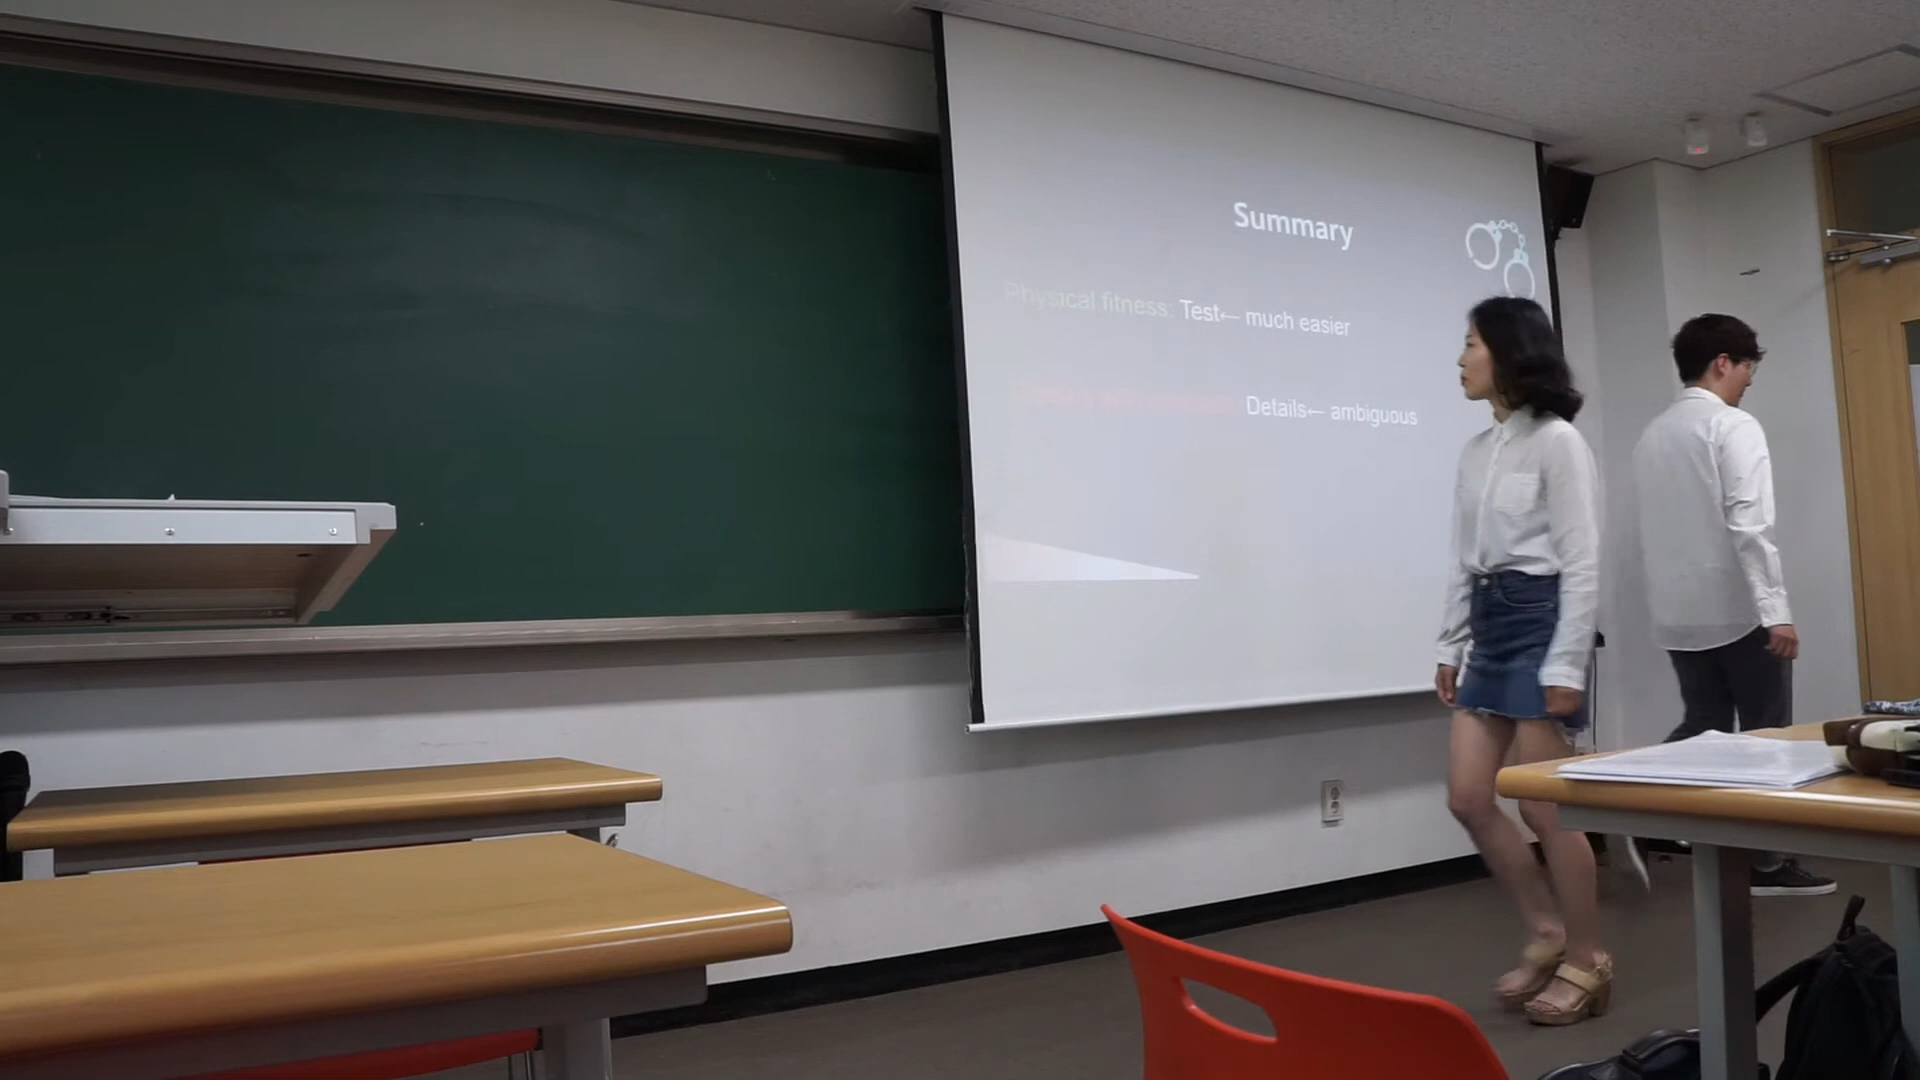 Summary
Physical fitness: Test← much easier
Details← ambiguous